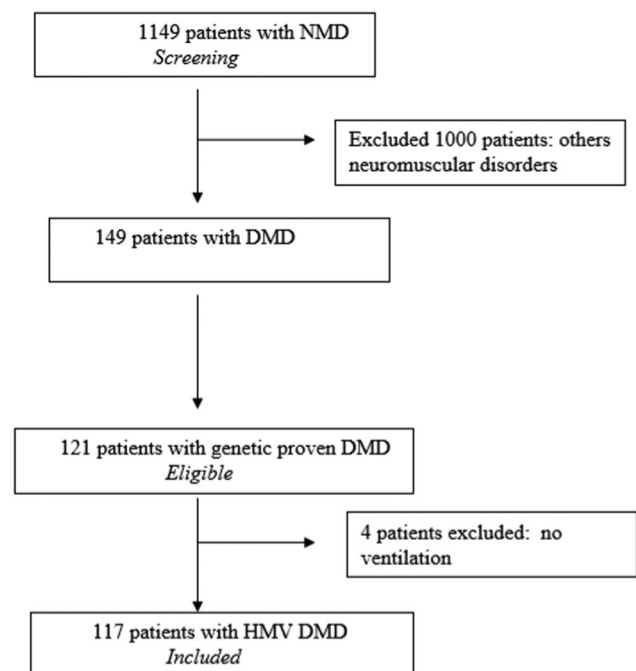 1149 patients with NMD
Screening
Excluded 1000 patients: others
neuromuscular disorders
149 patients with DMD
121 patients with genetic proven DMD
Eligible
4 patients excluded: no
ventilation
117 patients with HMV DMD
Included